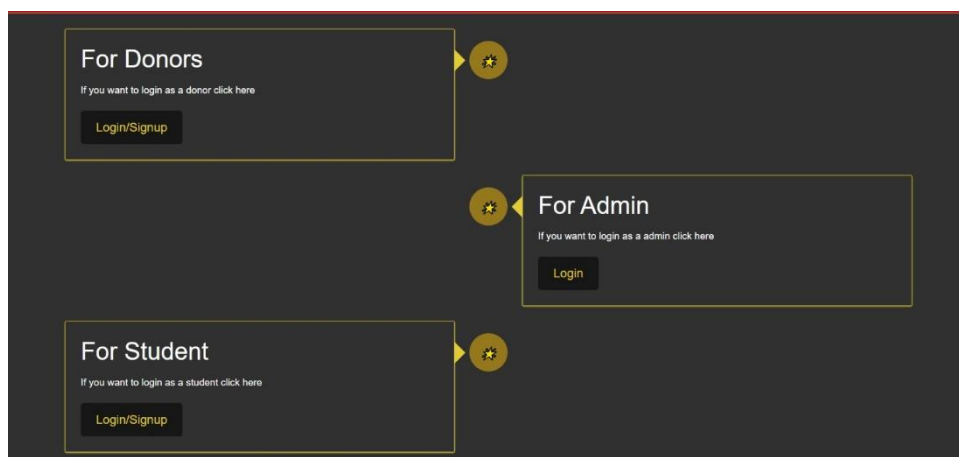 For Donors
If you want to login as a donor click here
Login/Signup
For Admin
If you want to login as a admin click here
Login
For Student
If you want to login as a student click here
Login/Signup